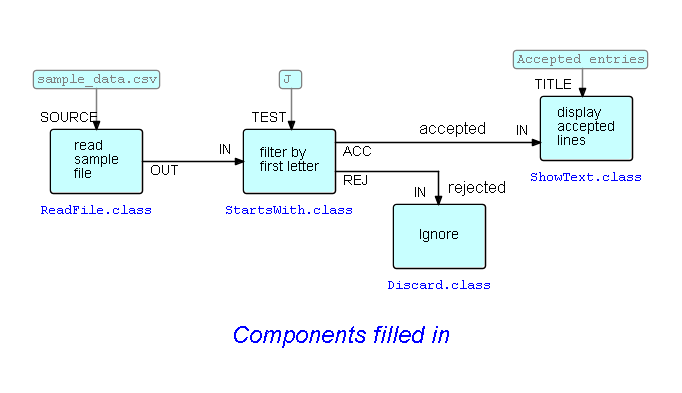 Accepted entries
sample_data.csv
J
TITLE
SOURCE
TEST
display
accepted
lines
accepted
IN
read
sample
file
IN
filter by
first letter
ACC
OUT
REJ
ShowText.class
IN
rejected
ReadFile.class
StartsWith.class
Ignore
Discard.class
Components filled in